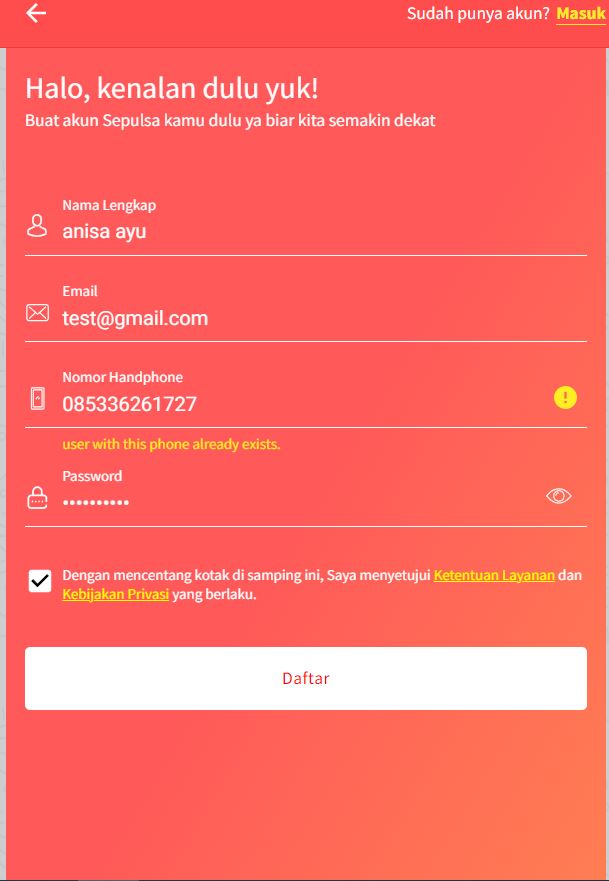 Sudah punya akun? Masuk
Halo, kenalan dulu yuk!
Buat akun Sepulsa kamu dulu ya biar kita semakin dekat
Nama Lengkap
anisa ayu
Email
test@gmail.com
Nomor Handphone
085336261727
user with this phone already exists.
Password
••••••••••
Dengan mencentang kotak di samping ini, Saya menyetujui Ketentuan Layanan dan
Kebijakan Privasi yang berlaku.
Daftar